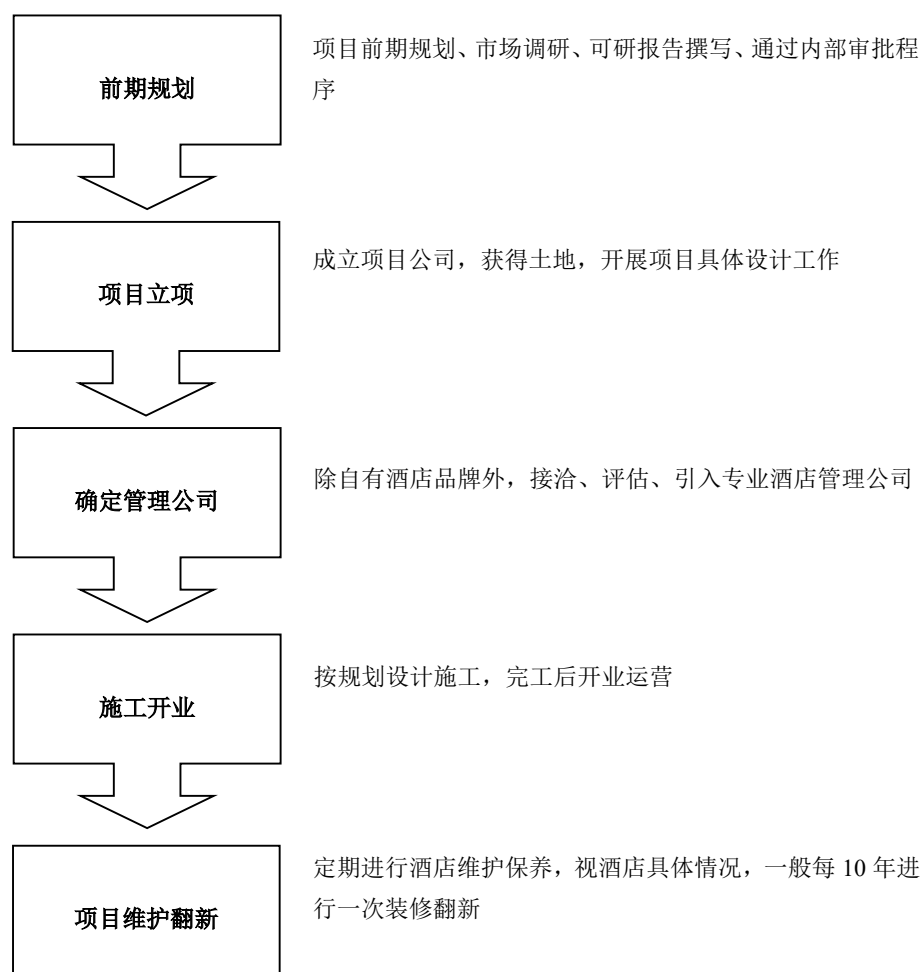 前期规划
项目前期规划、市场调研、可研报告撰写、通过内部审批程
序
项目立项
成立项目公司，获得土地，开展项目具体设计工作
确定管理公司
除自有酒店品牌外，接洽、评估、引入专业酒店管理公司
施工开业
按规划设计施工，完工后开业运营
项目维护翻新
定期进行酒店维护保养，视酒店具体情况，一般每 10 年进
行一次装修翻新